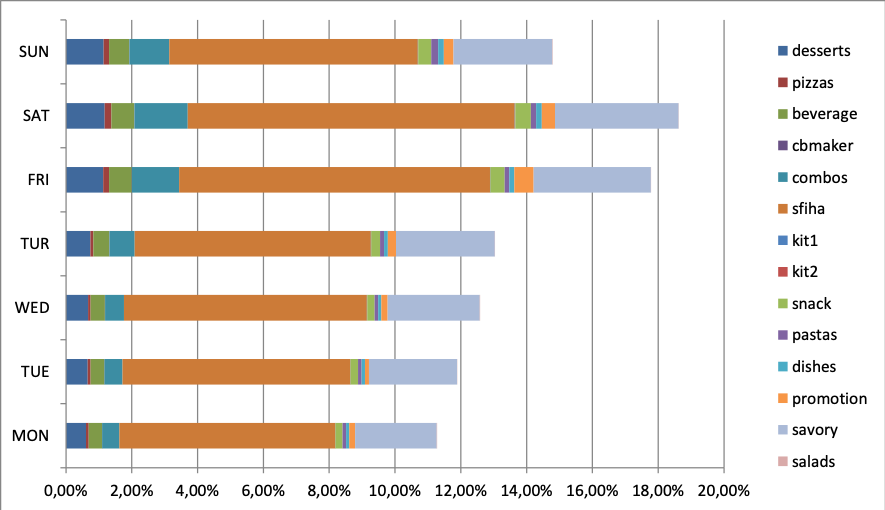 SUN
SAT
FRI
TUR
WED
TUE
MON
0,00% 2,00% 4,00% 6,00% 8,00% 10,00% 12,00% 14,00% 16,00% 18,00% 20,00%
desserts
pizzas
beverage
cbmaker
combos
sfiha
kit1
kit2
snack
pastas
dishes
promotion
savory
salads